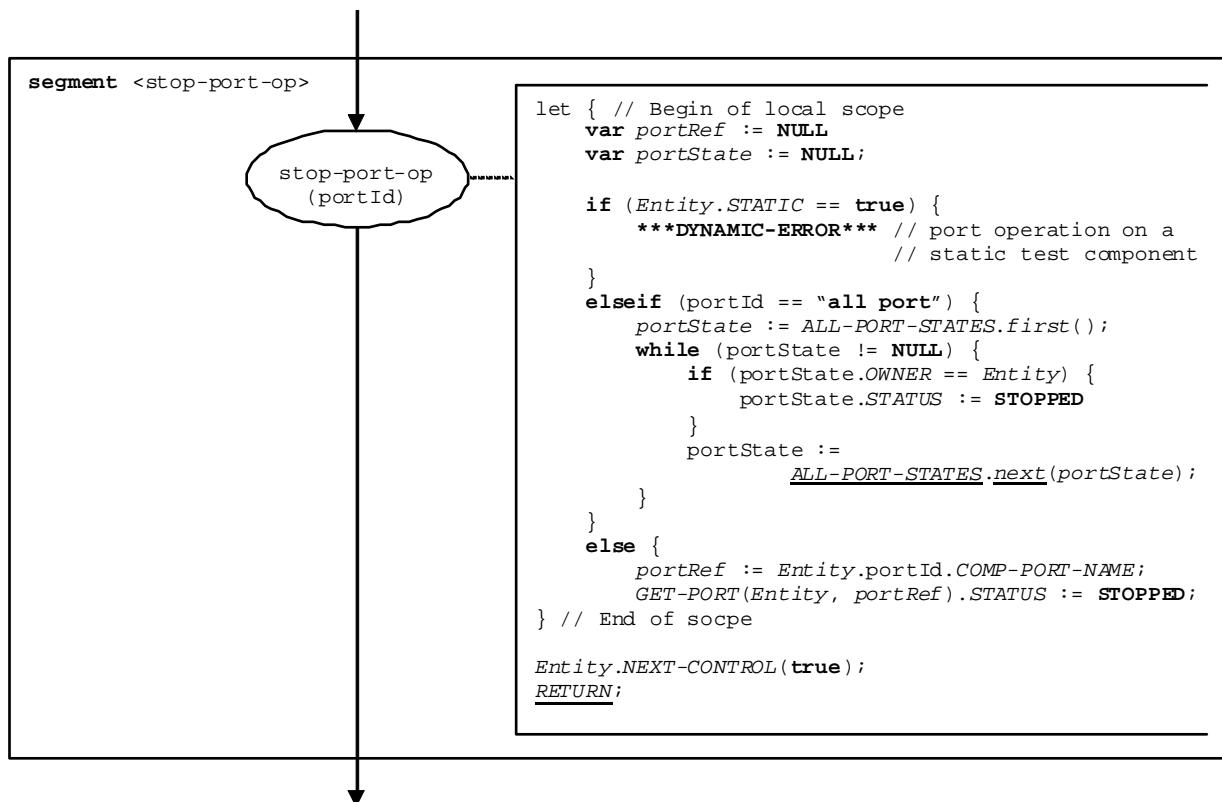 segment <stop-port-op>
stop-port-op
(portId)
let { // Begin of local scope
var portRef := NULL
var portState := NULL;
if (Entity.STATIC == true) {
***DYNAMIC-ERROR*** // port operation on a
// static test component
}
elseif (portId == “all port”) {
portState := ALL-PORT-STATES.first();
while (portState != NULL) {
if (portState.OWNER == Entity) {
portState.STATUS := STOPPED
}
portState :=
ALL-PORT-STATES.next(portState);
}
}
else {
portRef := Entity.portId.COMP-PORT-NAME;
GET-PORT(Entity, portRef).STATUS := STOPPED;
} // End of socpe
Entity.NEXT-CONTROL(true);
RETURN;